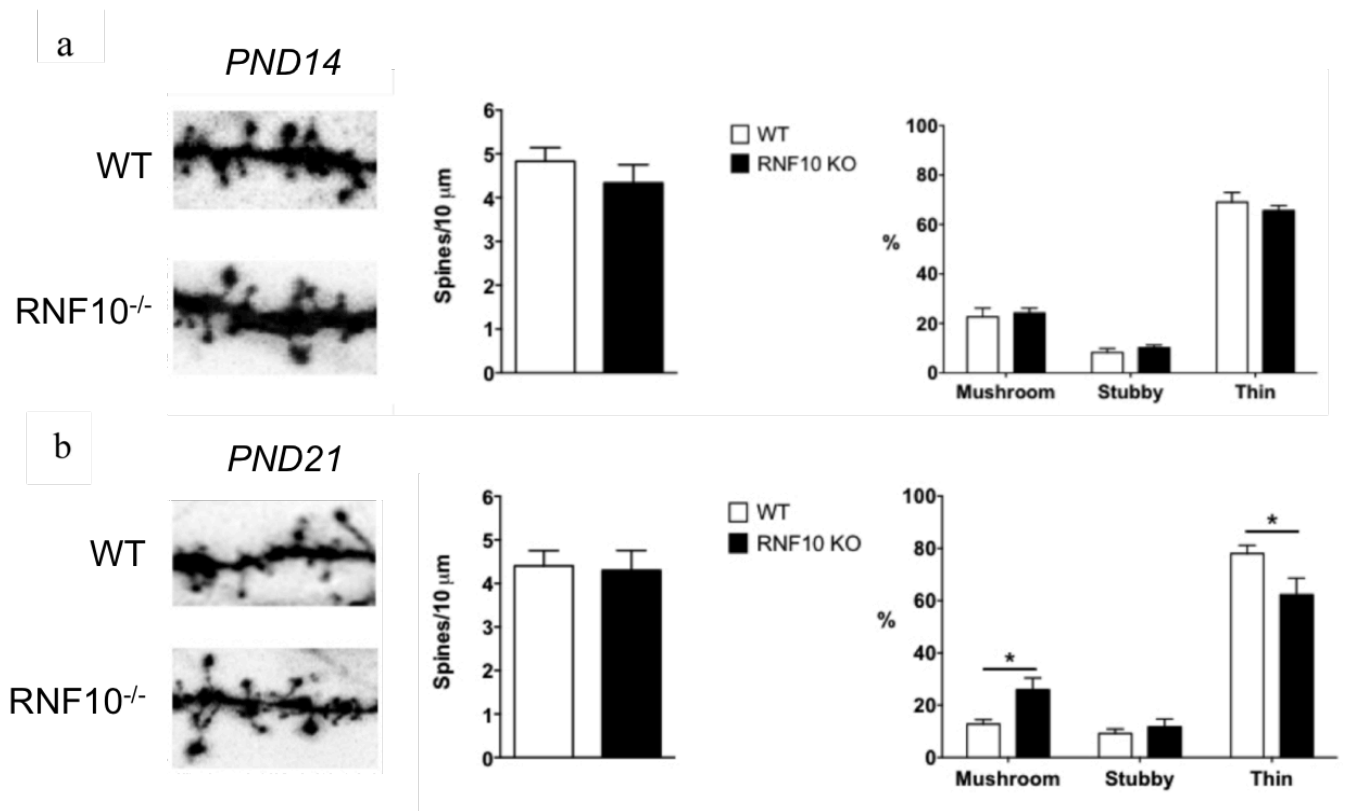 a
PND14
WT
RNF10-/-
6
5
4
3
2
1
0
Spines/10 μm
WT
RNF10 KO
100
80
60
40
20
0
%
Mushroom Stubby Thin
b
PND21
WT
RNF10-/-
6
5
4
3
2
1
0
Spines/10 μm
WT
RNF10 KO
100
80
60
40
20
0
%
*
*
Mushroom Stubby Thin